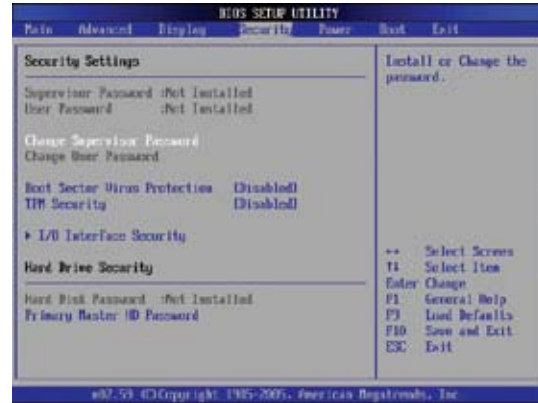 BIOS SETUP UTILITY
Main Advanced Display Security Power Boot Exit
Security Settings
Supervisor Password :Not Installed
User Password :Not Installed
Change Supervisor Password
Change User Password
Boot Sector Virus Protection [Disabled]
TPM Security [Disabled]
▸ I/O Interface Security
Hard Drive Security
Hard Disk Password :Not Installed
Primary Master HD Password
Install or Change the
password.
↔ Select Screen
↑↓ Select Item
Enter Change
F1 General Help
F9 Load Defaults
F10 Save and Exit
ESC Exit
v02.59 (C)Copyright 1985-2005, American Megatrends, Inc